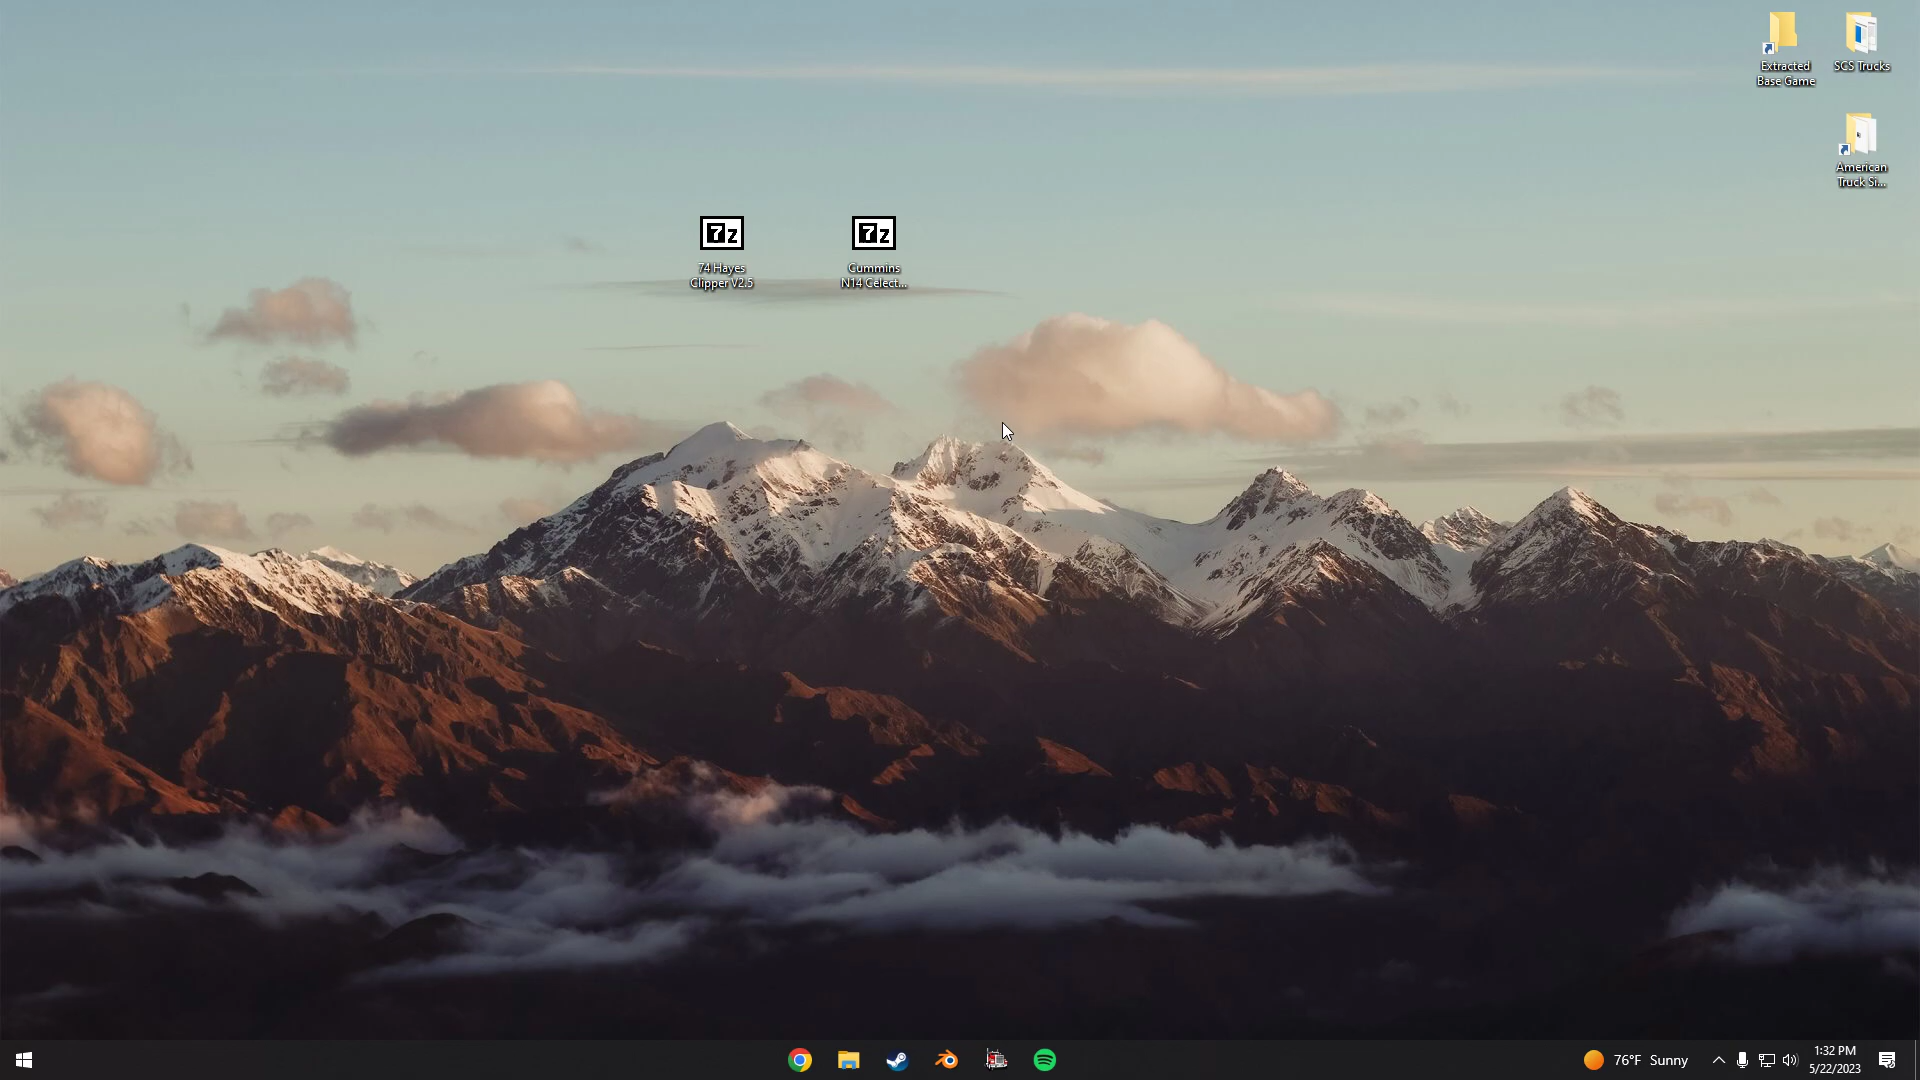 Extracted
Base Game
SCS Trucks
American
Truck Si...
7z
74 Hayes
Clipper V2.5
7z
Cummins
N14 Celect...
76°F Sunny
1:32 PM
5/22/2023